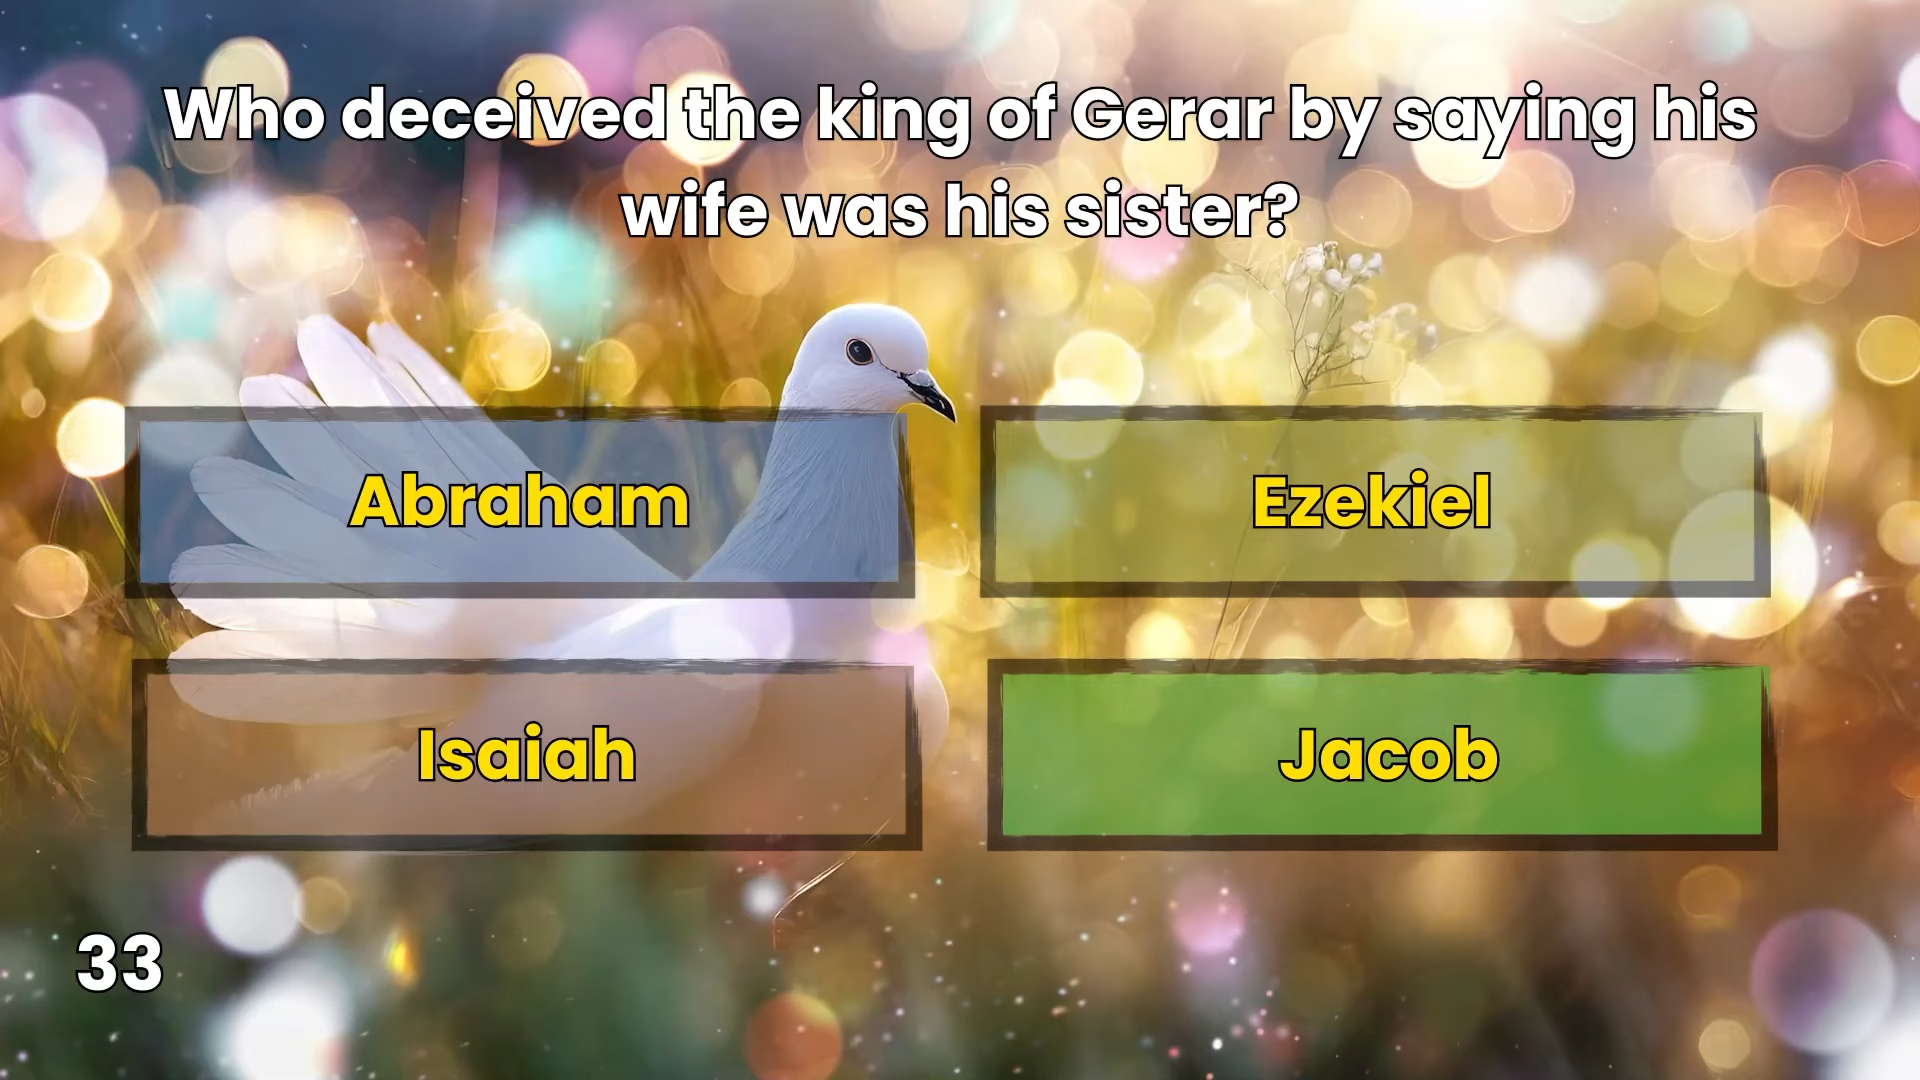 Who deceived the king of Gerar by saying his
wife was his sister?
Abraham
Ezekiel
Isaiah
Jacob
33